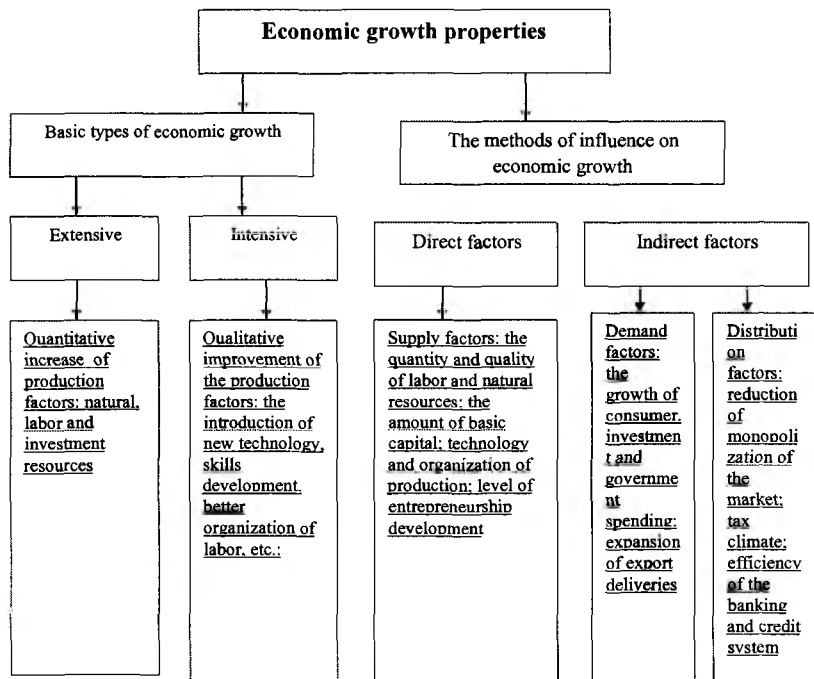 Economic growth properties
Basic types of economic growth
The methods of influence on
economic growth
Extensive
Intensive
Direct factors
Indirect factors
Quantitative
increase of
production
factors: natural,
labor and
investment
resources
Qualitative
improvement of
the production
factors: the
introduction of
new technology,
skills
development,
better
organization of
labor, etc.;
Supply factors: the
quantity and quality
of labor and natural
resources; the
amount of basic
capital; technology
and organization of
production; level of
entrepreneurship
development
Demand
factors:
the
growth of
consumer,
investmen
t and
governme
nt
spending;
expansion
of export
deliveries
Distributi
on
factors:
reduction
of
monopoli
zation of
the
market;
tax
climate;
efficiency
of the
banking
and credit
system